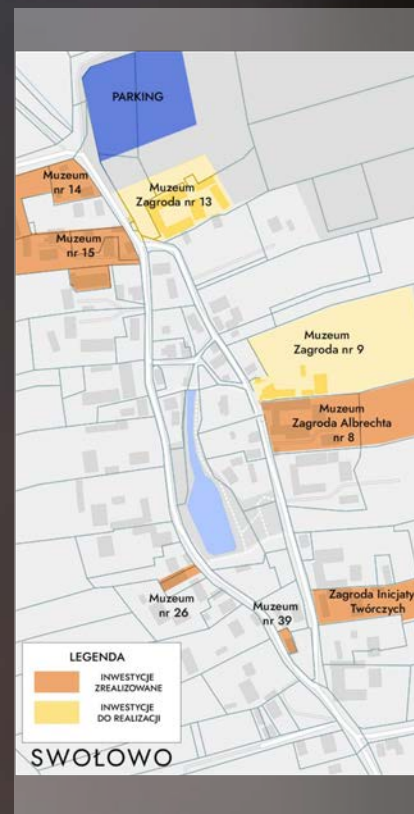 PARKING
Muzeum
nr 14
Muzeum
Zagroda nr 13
Muzeum
nr 15
Muzeum
Zagroda nr 9
Muzeum
Zagroda Albrechta
nr 8
Zagroda Inicjaty
Twórczych
Muzeum
nr 26
Muzeum
nr 39
LEGENDA
INWESTYCJE
ZREALIZOWANE
INWESTYCJE
DO REALIZACJI
SWOŁOWO